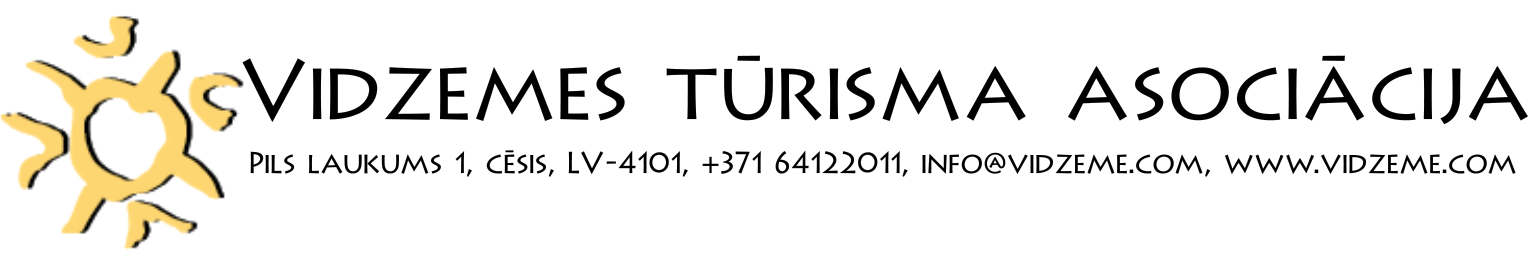 Vidzemes tūrisma asociācija
Pils laukums 1, cēsis, LV-4101, +371 64122011, info@vidzeme.com, www.vidzeme.com